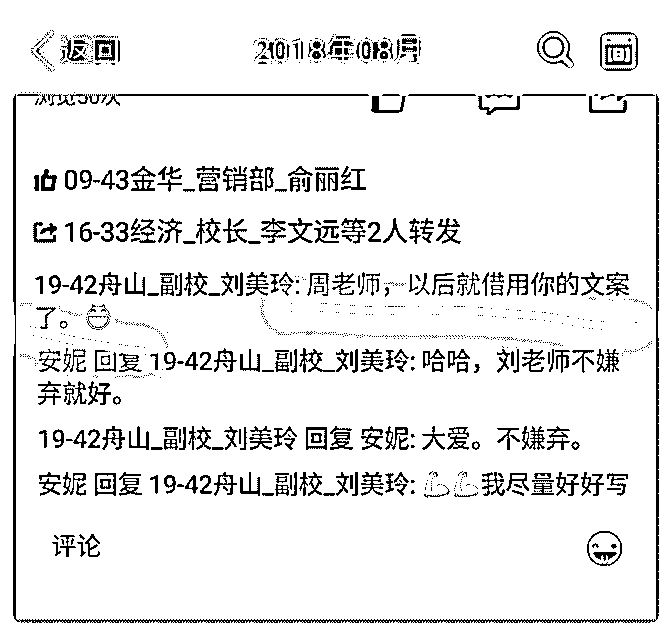 返回 2018年08月
浏览50次
09-43金华_营销部_俞丽红
16-33经济_校长_李文远等2人转发
19-42舟山_副校_刘美玲: 周老师，以后就借用你的文案
了。😄
安妮 回复 19-42舟山_副校_刘美玲: 哈哈，刘老师不嫌
弃就好。
19-42舟山_副校_刘美玲 回复 安妮: 大爱。不嫌弃。
安妮 回复 19-42舟山_副校_刘美玲: 💪💪我尽量好好写
评论